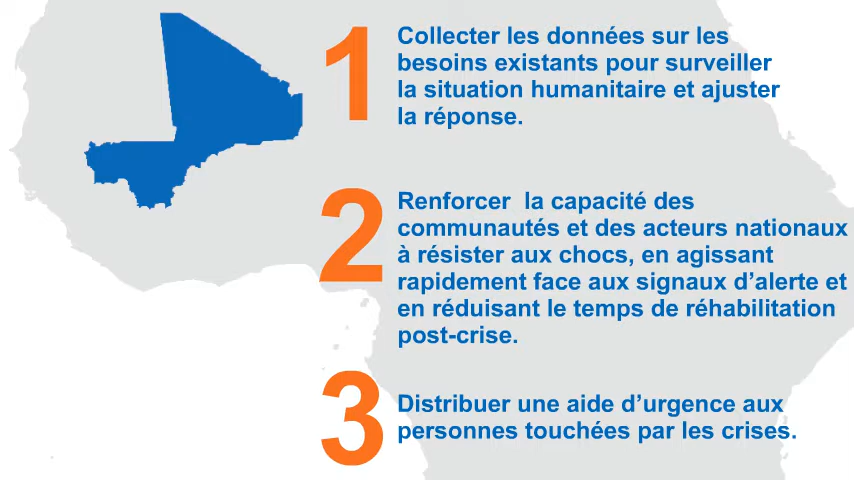 1
Collecter les données sur les
besoins existants pour surveiller
la situation humanitaire et ajuster
la réponse.
2
Renforcer  la capacité des
communautés et des acteurs nationaux
à résister aux chocs, en agissant
rapidement face aux signaux d’alerte et
en réduisant le temps de réhabilitation
post-crise.
3
Distribuer une aide d’urgence aux
personnes touchées par les crises.